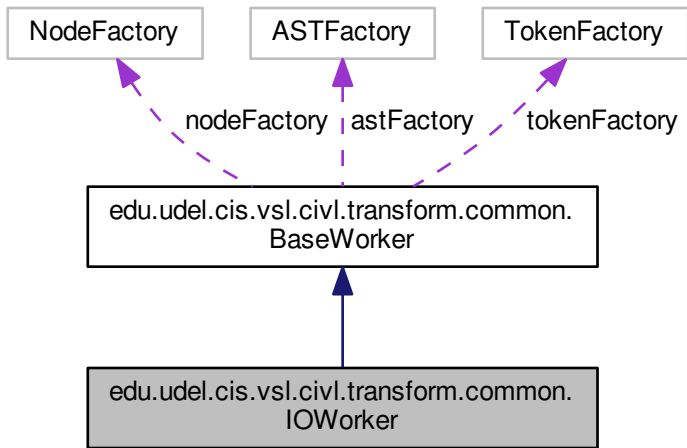 NodeFactory
ASTFactory
TokenFactory
nodeFactory
astFactory
tokenFactory
edu.udel.cis.vsl.civl.transform.common.
BaseWorker
edu.udel.cis.vsl.civl.transform.common.
IOWorker